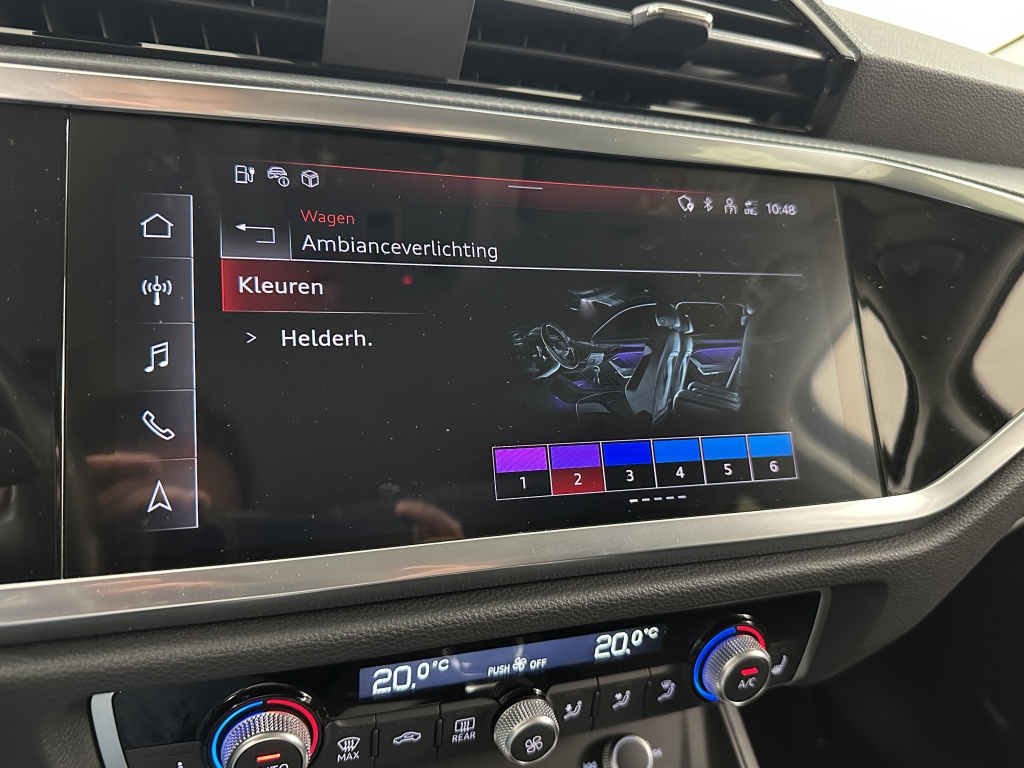 10:48
Wagen
Ambianceverlichting
Kleuren
> Helderh.
1 2 3 4 5 6
20.0°C PUSH OFF 20.0°C
A/C
MAX
REAR